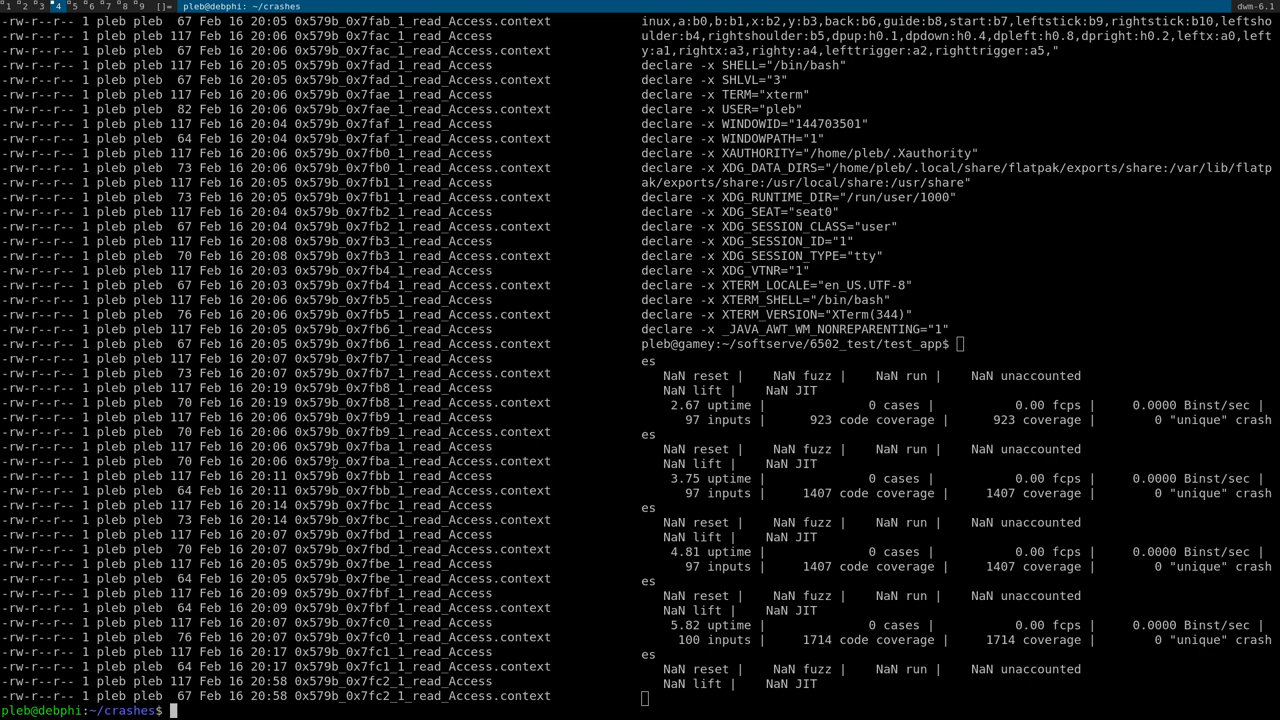 1 2 3 4 5 6 7 8 9 []= pleb@debphi: ~/crashes dwm-6.1
-rw-r--r-- 1 pleb pleb  67 Feb 16 20:05 0x579b_0x7fab_1_read_Access.context
-rw-r--r-- 1 pleb pleb 117 Feb 16 20:06 0x579b_0x7fac_1_read_Access
-rw-r--r-- 1 pleb pleb  67 Feb 16 20:06 0x579b_0x7fac_1_read_Access.context
-rw-r--r-- 1 pleb pleb 117 Feb 16 20:05 0x579b_0x7fad_1_read_Access
-rw-r--r-- 1 pleb pleb  67 Feb 16 20:05 0x579b_0x7fad_1_read_Access.context
-rw-r--r-- 1 pleb pleb 117 Feb 16 20:06 0x579b_0x7fae_1_read_Access
-rw-r--r-- 1 pleb pleb  82 Feb 16 20:06 0x579b_0x7fae_1_read_Access.context
-rw-r--r-- 1 pleb pleb 117 Feb 16 20:04 0x579b_0x7faf_1_read_Access
-rw-r--r-- 1 pleb pleb  64 Feb 16 20:04 0x579b_0x7faf_1_read_Access.context
-rw-r--r-- 1 pleb pleb 117 Feb 16 20:06 0x579b_0x7fb0_1_read_Access
-rw-r--r-- 1 pleb pleb  73 Feb 16 20:06 0x579b_0x7fb0_1_read_Access.context
-rw-r--r-- 1 pleb pleb 117 Feb 16 20:05 0x579b_0x7fb1_1_read_Access
-rw-r--r-- 1 pleb pleb  73 Feb 16 20:05 0x579b_0x7fb1_1_read_Access.context
-rw-r--r-- 1 pleb pleb 117 Feb 16 20:04 0x579b_0x7fb2_1_read_Access
-rw-r--r-- 1 pleb pleb  67 Feb 16 20:04 0x579b_0x7fb2_1_read_Access.context
-rw-r--r-- 1 pleb pleb 117 Feb 16 20:08 0x579b_0x7fb3_1_read_Access
-rw-r--r-- 1 pleb pleb  70 Feb 16 20:08 0x579b_0x7fb3_1_read_Access.context
-rw-r--r-- 1 pleb pleb 117 Feb 16 20:03 0x579b_0x7fb4_1_read_Access
-rw-r--r-- 1 pleb pleb  67 Feb 16 20:03 0x579b_0x7fb4_1_read_Access.context
-rw-r--r-- 1 pleb pleb 117 Feb 16 20:06 0x579b_0x7fb5_1_read_Access
-rw-r--r-- 1 pleb pleb  76 Feb 16 20:06 0x579b_0x7fb5_1_read_Access.context
-rw-r--r-- 1 pleb pleb 117 Feb 16 20:05 0x579b_0x7fb6_1_read_Access
-rw-r--r-- 1 pleb pleb  67 Feb 16 20:05 0x579b_0x7fb6_1_read_Access.context
-rw-r--r-- 1 pleb pleb 117 Feb 16 20:07 0x579b_0x7fb7_1_read_Access
-rw-r--r-- 1 pleb pleb  73 Feb 16 20:07 0x579b_0x7fb7_1_read_Access.context
-rw-r--r-- 1 pleb pleb 117 Feb 16 20:19 0x579b_0x7fb8_1_read_Access
-rw-r--r-- 1 pleb pleb  70 Feb 16 20:19 0x579b_0x7fb8_1_read_Access.context
-rw-r--r-- 1 pleb pleb 117 Feb 16 20:06 0x579b_0x7fb9_1_read_Access
-rw-r--r-- 1 pleb pleb  70 Feb 16 20:06 0x579b_0x7fb9_1_read_Access.context
-rw-r--r-- 1 pleb pleb 117 Feb 16 20:06 0x579b_0x7fba_1_read_Access
-rw-r--r-- 1 pleb pleb  70 Feb 16 20:06 0x579b_0x7fba_1_read_Access.context
-rw-r--r-- 1 pleb pleb 117 Feb 16 20:11 0x579b_0x7fbb_1_read_Access
-rw-r--r-- 1 pleb pleb  64 Feb 16 20:11 0x579b_0x7fbb_1_read_Access.context
-rw-r--r-- 1 pleb pleb 117 Feb 16 20:14 0x579b_0x7fbc_1_read_Access
-rw-r--r-- 1 pleb pleb  73 Feb 16 20:14 0x579b_0x7fbc_1_read_Access.context
-rw-r--r-- 1 pleb pleb 117 Feb 16 20:07 0x579b_0x7fbd_1_read_Access
-rw-r--r-- 1 pleb pleb  70 Feb 16 20:07 0x579b_0x7fbd_1_read_Access.context
-rw-r--r-- 1 pleb pleb 117 Feb 16 20:05 0x579b_0x7fbe_1_read_Access
-rw-r--r-- 1 pleb pleb  64 Feb 16 20:05 0x579b_0x7fbe_1_read_Access.context
-rw-r--r-- 1 pleb pleb 117 Feb 16 20:09 0x579b_0x7fbf_1_read_Access
-rw-r--r-- 1 pleb pleb  64 Feb 16 20:09 0x579b_0x7fbf_1_read_Access.context
-rw-r--r-- 1 pleb pleb 117 Feb 16 20:07 0x579b_0x7fc0_1_read_Access
-rw-r--r-- 1 pleb pleb  76 Feb 16 20:07 0x579b_0x7fc0_1_read_Access.context
-rw-r--r-- 1 pleb pleb 117 Feb 16 20:17 0x579b_0x7fc1_1_read_Access
-rw-r--r-- 1 pleb pleb  64 Feb 16 20:17 0x579b_0x7fc1_1_read_Access.context
-rw-r--r-- 1 pleb pleb 117 Feb 16 20:58 0x579b_0x7fc2_1_read_Access
-rw-r--r-- 1 pleb pleb  67 Feb 16 20:58 0x579b_0x7fc2_1_read_Access.context
pleb@debphi:~/crashes$
inux,a:b0,b:b1,x:b2,y:b3,back:b6,guide:b8,start:b7,leftstick:b9,rightstick:b10,leftsho
ulder:b4,rightshoulder:b5,dpup:h0.1,dpdown:h0.4,dpleft:h0.8,dpright:h0.2,leftx:a0,left
y:a1,rightx:a3,righty:a4,lefttrigger:a2,righttrigger:a5,"
declare -x SHELL="/bin/bash"
declare -x SHLVL="3"
declare -x TERM="xterm"
declare -x USER="pleb"
declare -x WINDOWID="144703501"
declare -x WINDOWPATH="1"
declare -x XAUTHORITY="/home/pleb/.Xauthority"
declare -x XDG_DATA_DIRS="/home/pleb/.local/share/flatpak/exports/share:/var/lib/flatp
ak/exports/share:/usr/local/share:/usr/share"
declare -x XDG_RUNTIME_DIR="/run/user/1000"
declare -x XDG_SEAT="seat0"
declare -x XDG_SESSION_CLASS="user"
declare -x XDG_SESSION_ID="1"
declare -x XDG_SESSION_TYPE="tty"
declare -x XDG_VTNR="1"
declare -x XTERM_LOCALE="en_US.UTF-8"
declare -x XTERM_SHELL="/bin/bash"
declare -x XTERM_VERSION="XTerm(344)"
declare -x _JAVA_AWT_WM_NONREPARENTING="1"
pleb@gamey:~/softserve/6502_test/test_app$
es
NaN reset |    NaN fuzz |    NaN run |    NaN unaccounted
NaN lift |    NaN JIT
2.67 uptime |    0 cases |    0.00 fcps |    0.0000 Binst/sec |
97 inputs |    923 code coverage |    923 coverage |    0 "unique" crash
es
NaN reset |    NaN fuzz |    NaN run |    NaN unaccounted
NaN lift |    NaN JIT
3.75 uptime |    0 cases |    0.00 fcps |    0.0000 Binst/sec |
97 inputs |    1407 code coverage |    1407 coverage |    0 "unique" crash
es
NaN reset |    NaN fuzz |    NaN run |    NaN unaccounted
NaN lift |    NaN JIT
4.81 uptime |    0 cases |    0.00 fcps |    0.0000 Binst/sec |
97 inputs |    1407 code coverage |    1407 coverage |    0 "unique" crash
es
NaN reset |    NaN fuzz |    NaN run |    NaN unaccounted
NaN lift |    NaN JIT
5.82 uptime |    0 cases |    0.00 fcps |    0.0000 Binst/sec |
100 inputs |    1714 code coverage |    1714 coverage |    0 "unique" crash
es
NaN reset |    NaN fuzz |    NaN run |    NaN unaccounted
NaN lift |    NaN JIT